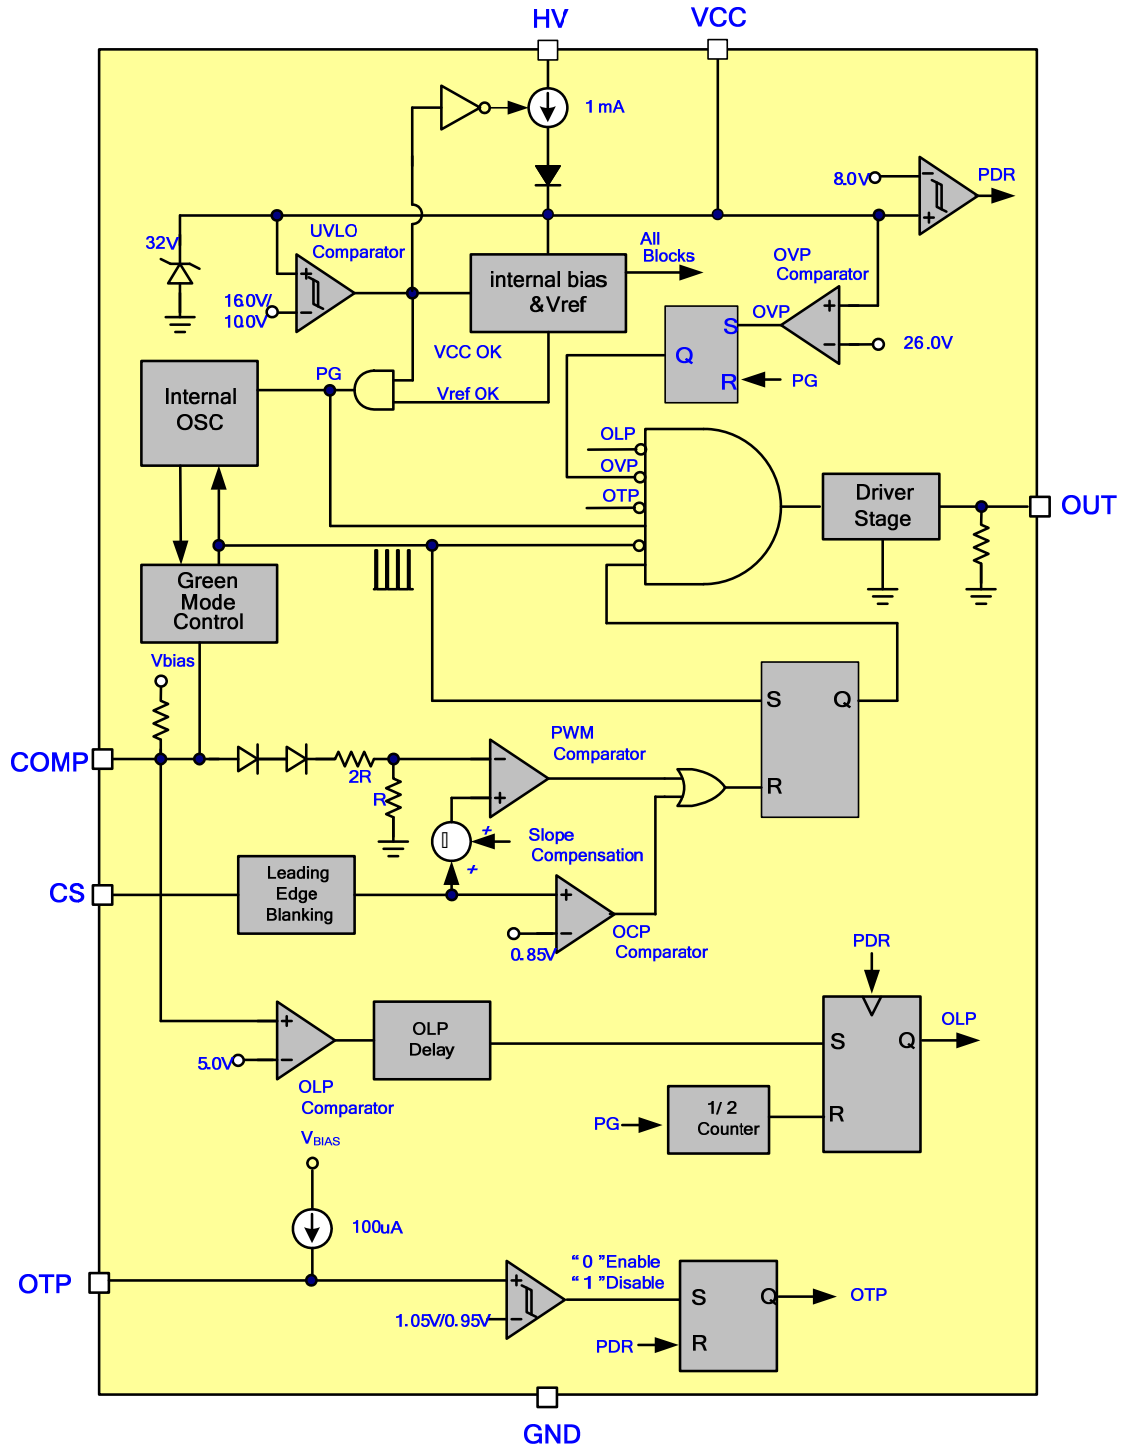 HV
VCC
1mA
8.0V
PDR
32V
UVLO
Comparator
All
Blocks
OVP
Comparator
internal bias
&Vref
16.0V/
10.0V
OVP
S
Q
R
26.0V
PG
VCC OK
Vref OK
PG
Internal
OSC
OLP
OVP
OTP
Driver
Stage
OUT
Green
Mode
Control
Vbias
S
Q
R
COMP
2R
R
PWM
Comparator
Slope
Compensation
CS
Leading
Edge
Blanking
0.85V
OCP
Comparator
PDR
OLP
Delay
S
Q
R
OLP
5.0V
OLP
Comparator
PG
1/2
Counter
VBIAS
100uA
OTP
1.05V/0.95V
“0”Enable
“1”Disable
S
Q
R
OTP
PDR
GND